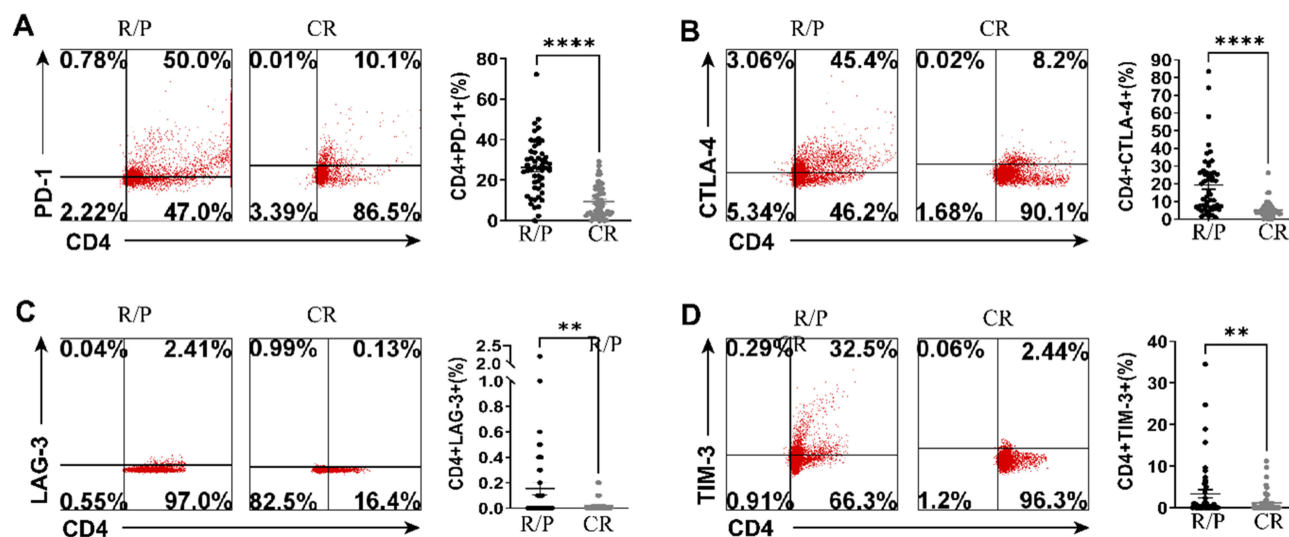 A
R/P
CR
0.78%
50.0%
0.01%
10.1%
PD-1
2.22%
47.0%
3.39%
86.5%
CD4
****
CD4+PD-1+(%)
80
60
40
20
0
R/P
CR
B
R/P
CR
3.06%
45.4%
0.02%
8.2%
CTLA-4
5.34%
46.2%
1.68%
90.1%
CD4
****
CD4+CTLA-4+(%)
90
80
70
60
50
40
30
20
10
0
R/P
CR
C
R/P
CR
0.04%
2.41%
0.99%
0.13%
LAG-3
0.55%
97.0%
82.5%
16.4%
CD4
**
R/P
CD4+LAG-3+(%)
2.5
2.0
1.0
0.8
0.6
0.4
0.2
0.0
R/P
CR
D
R/P
CR
0.29%
CR
32.5%
0.06%
2.44%
TIM-3
0.91%
66.3%
1.2%
96.3%
CD4
**
CD4+TIM-3+(%)
40
30
20
10
0
R/P
CR